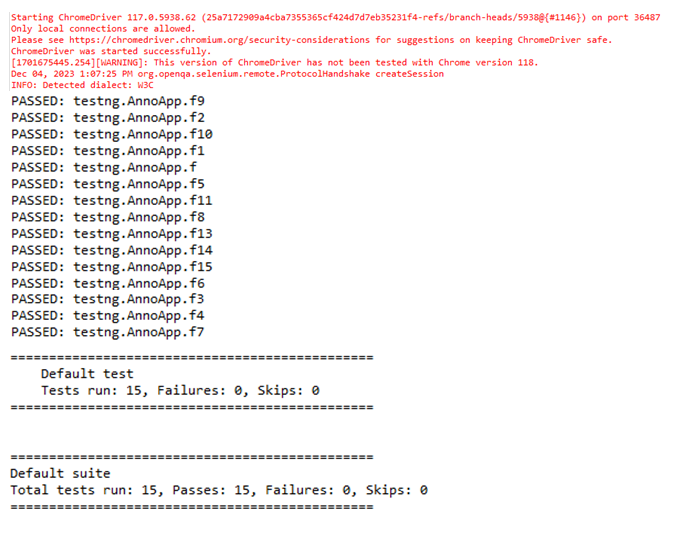 Starting ChromeDriver 117.0.5938.62 (25a7172909a4cba7355365cf424d7d7eb35231f4-refs/branch-heads/5938@{#1146}) on port 36487
Only local connections are allowed.
Please see https://chromedriver.chromium.org/security-considerations for suggestions on keeping ChromeDriver safe.
ChromeDriver was started successfully.
[1701675445.254][WARNING]: This version of ChromeDriver has not been tested with Chrome version 118.
Dec 04, 2023 1:07:25 PM org.openqa.selenium.remote.ProtocolHandshake createSession
INFO: Detected dialect: W3C
PASSED: testng.AnnoApp.f9
PASSED: testng.AnnoApp.f2
PASSED: testng.AnnoApp.f10
PASSED: testng.AnnoApp.f1
PASSED: testng.AnnoApp.f
PASSED: testng.AnnoApp.f5
PASSED: testng.AnnoApp.f11
PASSED: testng.AnnoApp.f8
PASSED: testng.AnnoApp.f13
PASSED: testng.AnnoApp.f14
PASSED: testng.AnnoApp.f15
PASSED: testng.AnnoApp.f6
PASSED: testng.AnnoApp.f3
PASSED: testng.AnnoApp.f4
PASSED: testng.AnnoApp.f7
===============================================
Default test
Tests run: 15, Failures: 0, Skips: 0
===============================================
===============================================
Default suite
Total tests run: 15, Passes: 15, Failures: 0, Skips: 0
===============================================